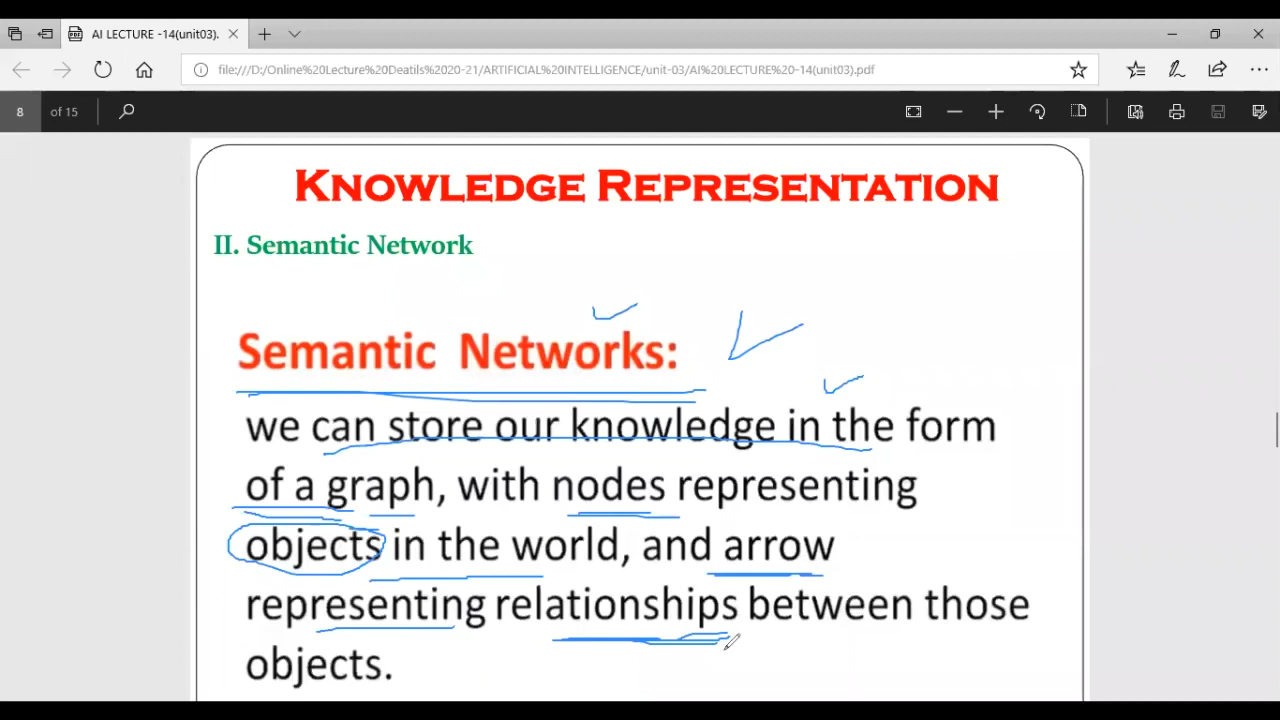 AI LECTURE -14(unit03).
file:///D:/Online%20Lecture%20Deatils%2020-21/ARTIFICIAL%20INTELLIGENCE/unit-03/AI%20LECTURE%20-14(unit03).pdf
8 of 15
KNOWLEDGE REPRESENTATION
II. Semantic Network
Semantic Networks:
we can store our knowledge in the form
of a graph, with nodes representing
objects in the world, and arrow
representing relationships between those
objects.